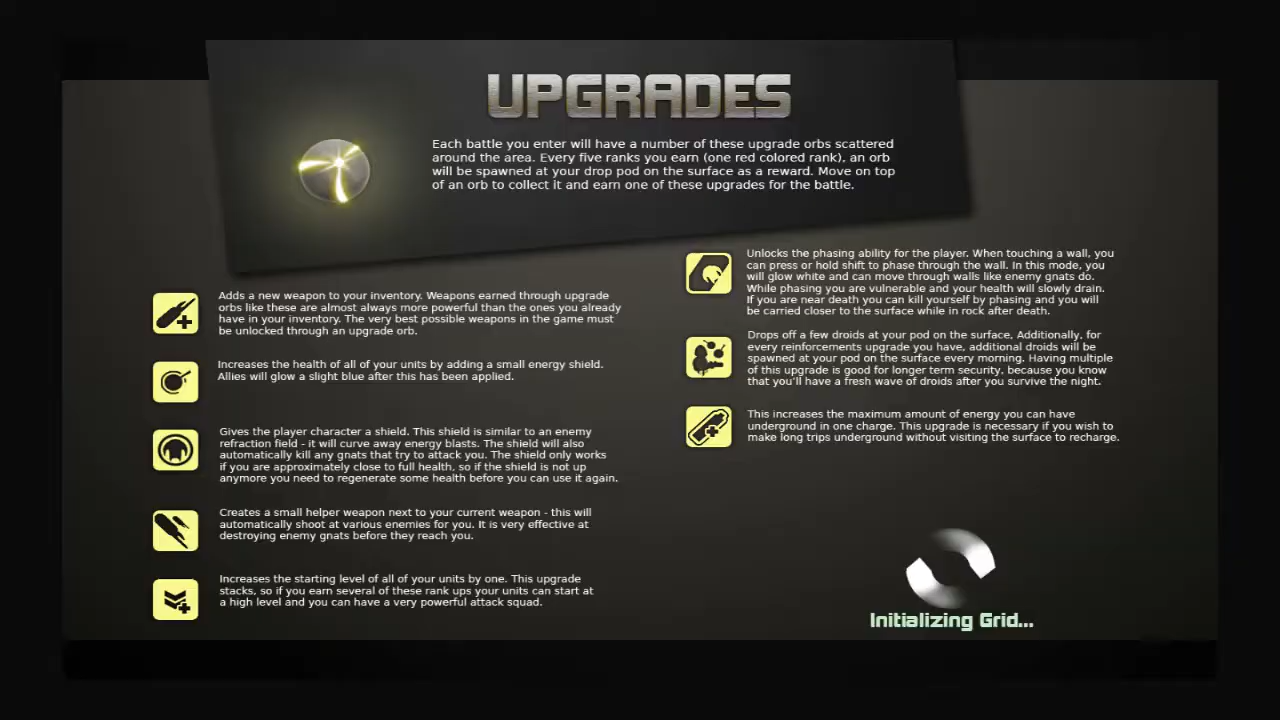 UPGRADES
Each battle you enter will have a number of these upgrade orbs scattered
around the area. Every five ranks you earn (one red colored rank), an orb
will be spawned at your drop pod on the surface as a reward. Move on top
of an orb to collect it and earn one of these upgrades for the battle.
Adds a new weapon to your inventory. Weapons earned through upgrade
orbs like these are almost always more powerful than the ones you already
have in your inventory. The very best possible weapons in the game must
be unlocked through an upgrade orb.
Increases the health of all of your units by adding a small energy shield.
Allies will glow a slight blue after this has been applied.
Gives the player character a shield. This shield is similar to an enemy
refraction field - it will curve away energy blasts. The shield will also
automatically kill any gnats that try to attack you. The shield only works
if you are approximately close to full health, so if the shield is not up
anymore you need to regenerate some health before you can use it again.
Creates a small helper weapon next to your current weapon - this will
automatically shoot at various enemies for you. It is very effective at
destroying enemy gnats before they reach you.
Increases the starting level of all of your units by one. This upgrade
stacks, so if you earn several of these rank ups your units can start at
a high level and you can have a very powerful attack squad.
Unlocks the phasing ability for the player. When touching a wall, you
can press or hold shift to phase through the wall. In this mode, you
will glow white and can move through walls like enemy gnats do.
While phasing you are vulnerable and your health will slowly drain.
If you are near death you can kill yourself by phasing and you will
be carried closer to the surface while in rock after death.
Drops off a few droids at your pod on the surface. Additionally, for
every reinforcements upgrade you have, additional droids will be
spawned at your pod on the surface every morning. Having multiple
of this upgrade is good for longer term security, because you know
that you'll have a fresh wave of droids after you survive the night.
This increases the maximum amount of energy you can have
underground in one charge. This upgrade is necessary if you wish to
make long trips underground without visiting the surface to recharge.
Initializing Grid...